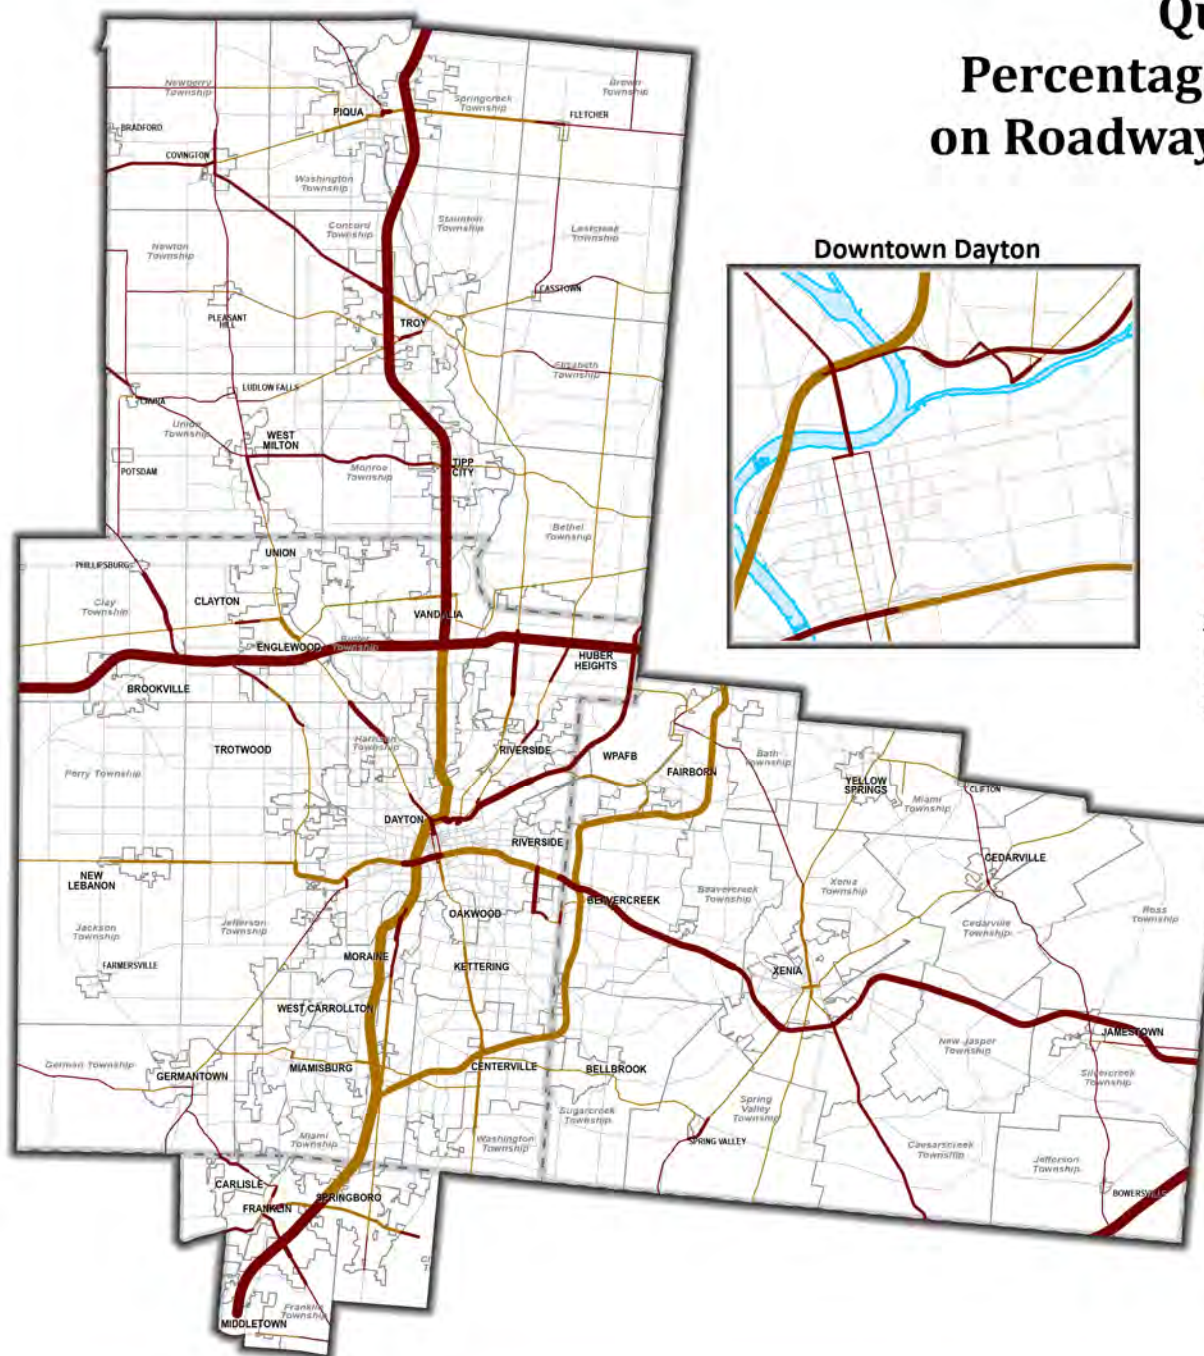 Qu
Percentag
on Roadway
Downtown Dayton
Newberry
Township
PIQUA
Springcreek
Township
Brown
Township
FLETCHER
BRADFORD
COVINGTON
Washington
Township
Concord
Township
Staunton
Township
Lostcreek
Township
Newton
Township
CASSTOWN
PLEASANT
HILL
TROY
Elizabeth
Township
LUDLOW FALLS
LAURA
Union
Township
WEST
MILTON
POTSDAM
Monroe
Township
TIPP
CITY
Bethel
Township
UNION
PHILLIPSBURG
Clay
Township
CLAYTON
VANDALIA
ENGLEWOOD
Butler
Township
HUBER
HEIGHTS
BROOKVILLE
TROTWOOD
Harrison
Township
RIVERSIDE
WPAFB
FAIRBORN
Bath
Township
Perry Township
YELLOW
SPRINGS
Miami
Township
CLIFTON
DAYTON
RIVERSIDE
CEDARVILLE
NEW
LEBANON
BEAVERCREEK
Beavercreek
Township
Xenia
Township
OAKWOOD
Jackson
Township
Jefferson
Township
Cedarville
Township
Ross
Township
FARMERSVILLE
MORAINE
KETTERING
XENIA
WEST CARROLLTON
JAMESTOWN
New Jasper
Township
German Township
GERMANTOWN
MIAMISBURG
CENTERVILLE
BELLBROOK
Silvercreek
Township
Sugarcreek
Township
Spring
Valley
Township
Miami
Township
Washington
Township
SPRING VALLEY
Caesarscreek
Township
Jefferson
Township
CARLISLE
SPRINGBORO
BOWERSVILLE
FRANKLIN
Franklin
Township
MIDDLETOWN